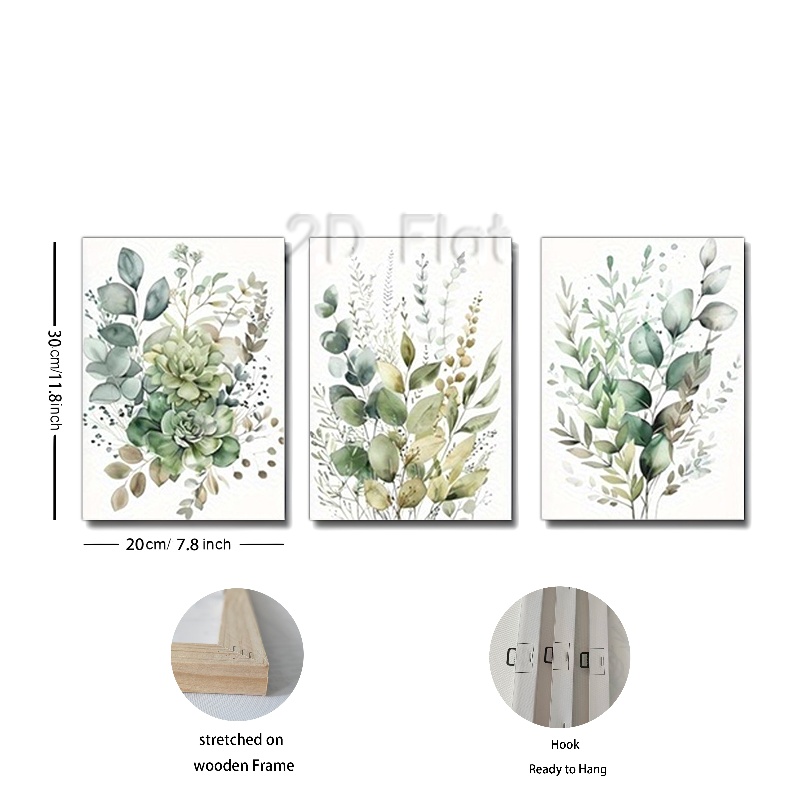 2D Flat
30cm/11.8inch
20cm/ 7.8 inch
stretched on
wooden Frame
Hook
Ready to Hang